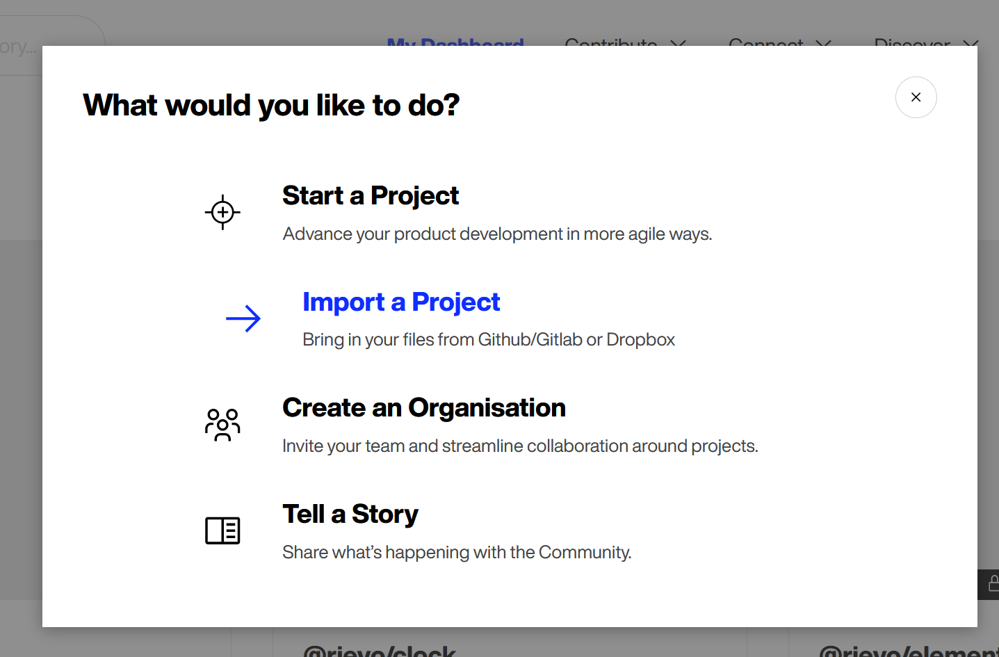 ory...
My Dashboard Contribute Connect Discover
What would you like to do?
Start a Project
Advance your product development in more agile ways.
Import a Project
Bring in your files from Github/Gitlab or Dropbox
Create an Organisation
Invite your team and streamline collaboration around projects.
Tell a Story
Share what’s happening with the Community.
@rievo/clock @rievo/element